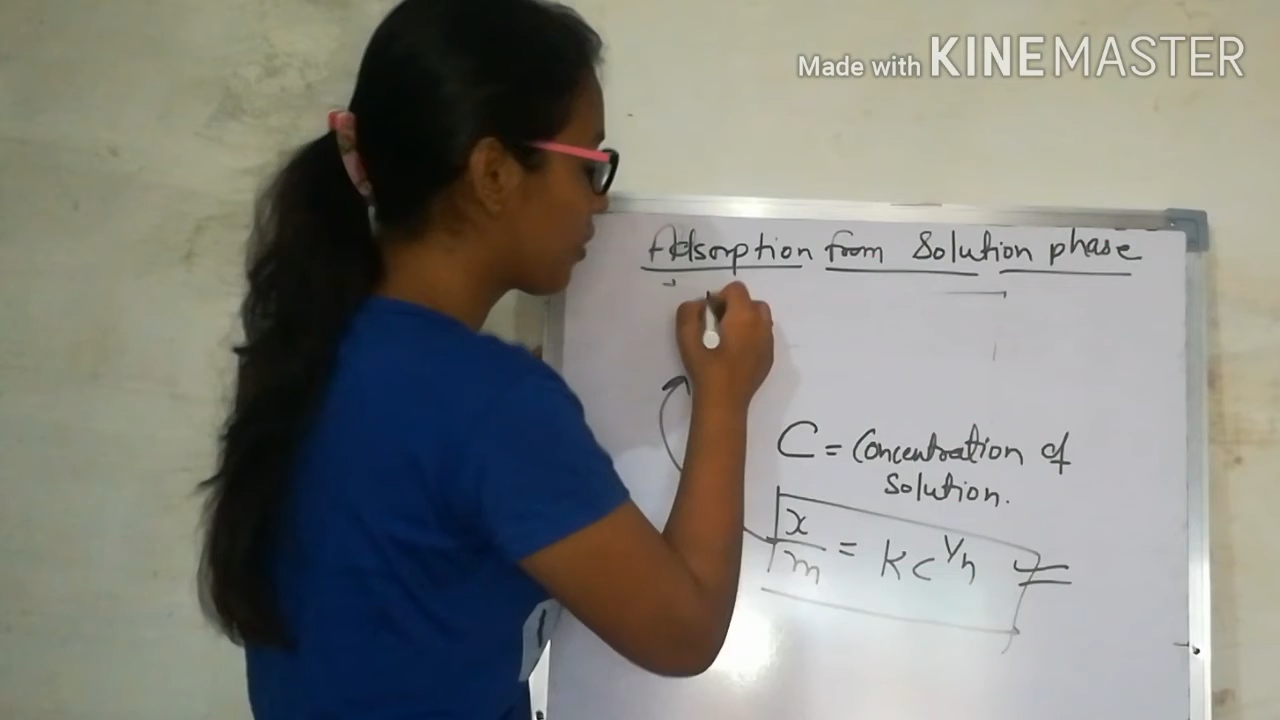 Made with KINEMASTER
Adsorption from Solution phase
C = Concentration of
Solution.
x/m = KC^1/n